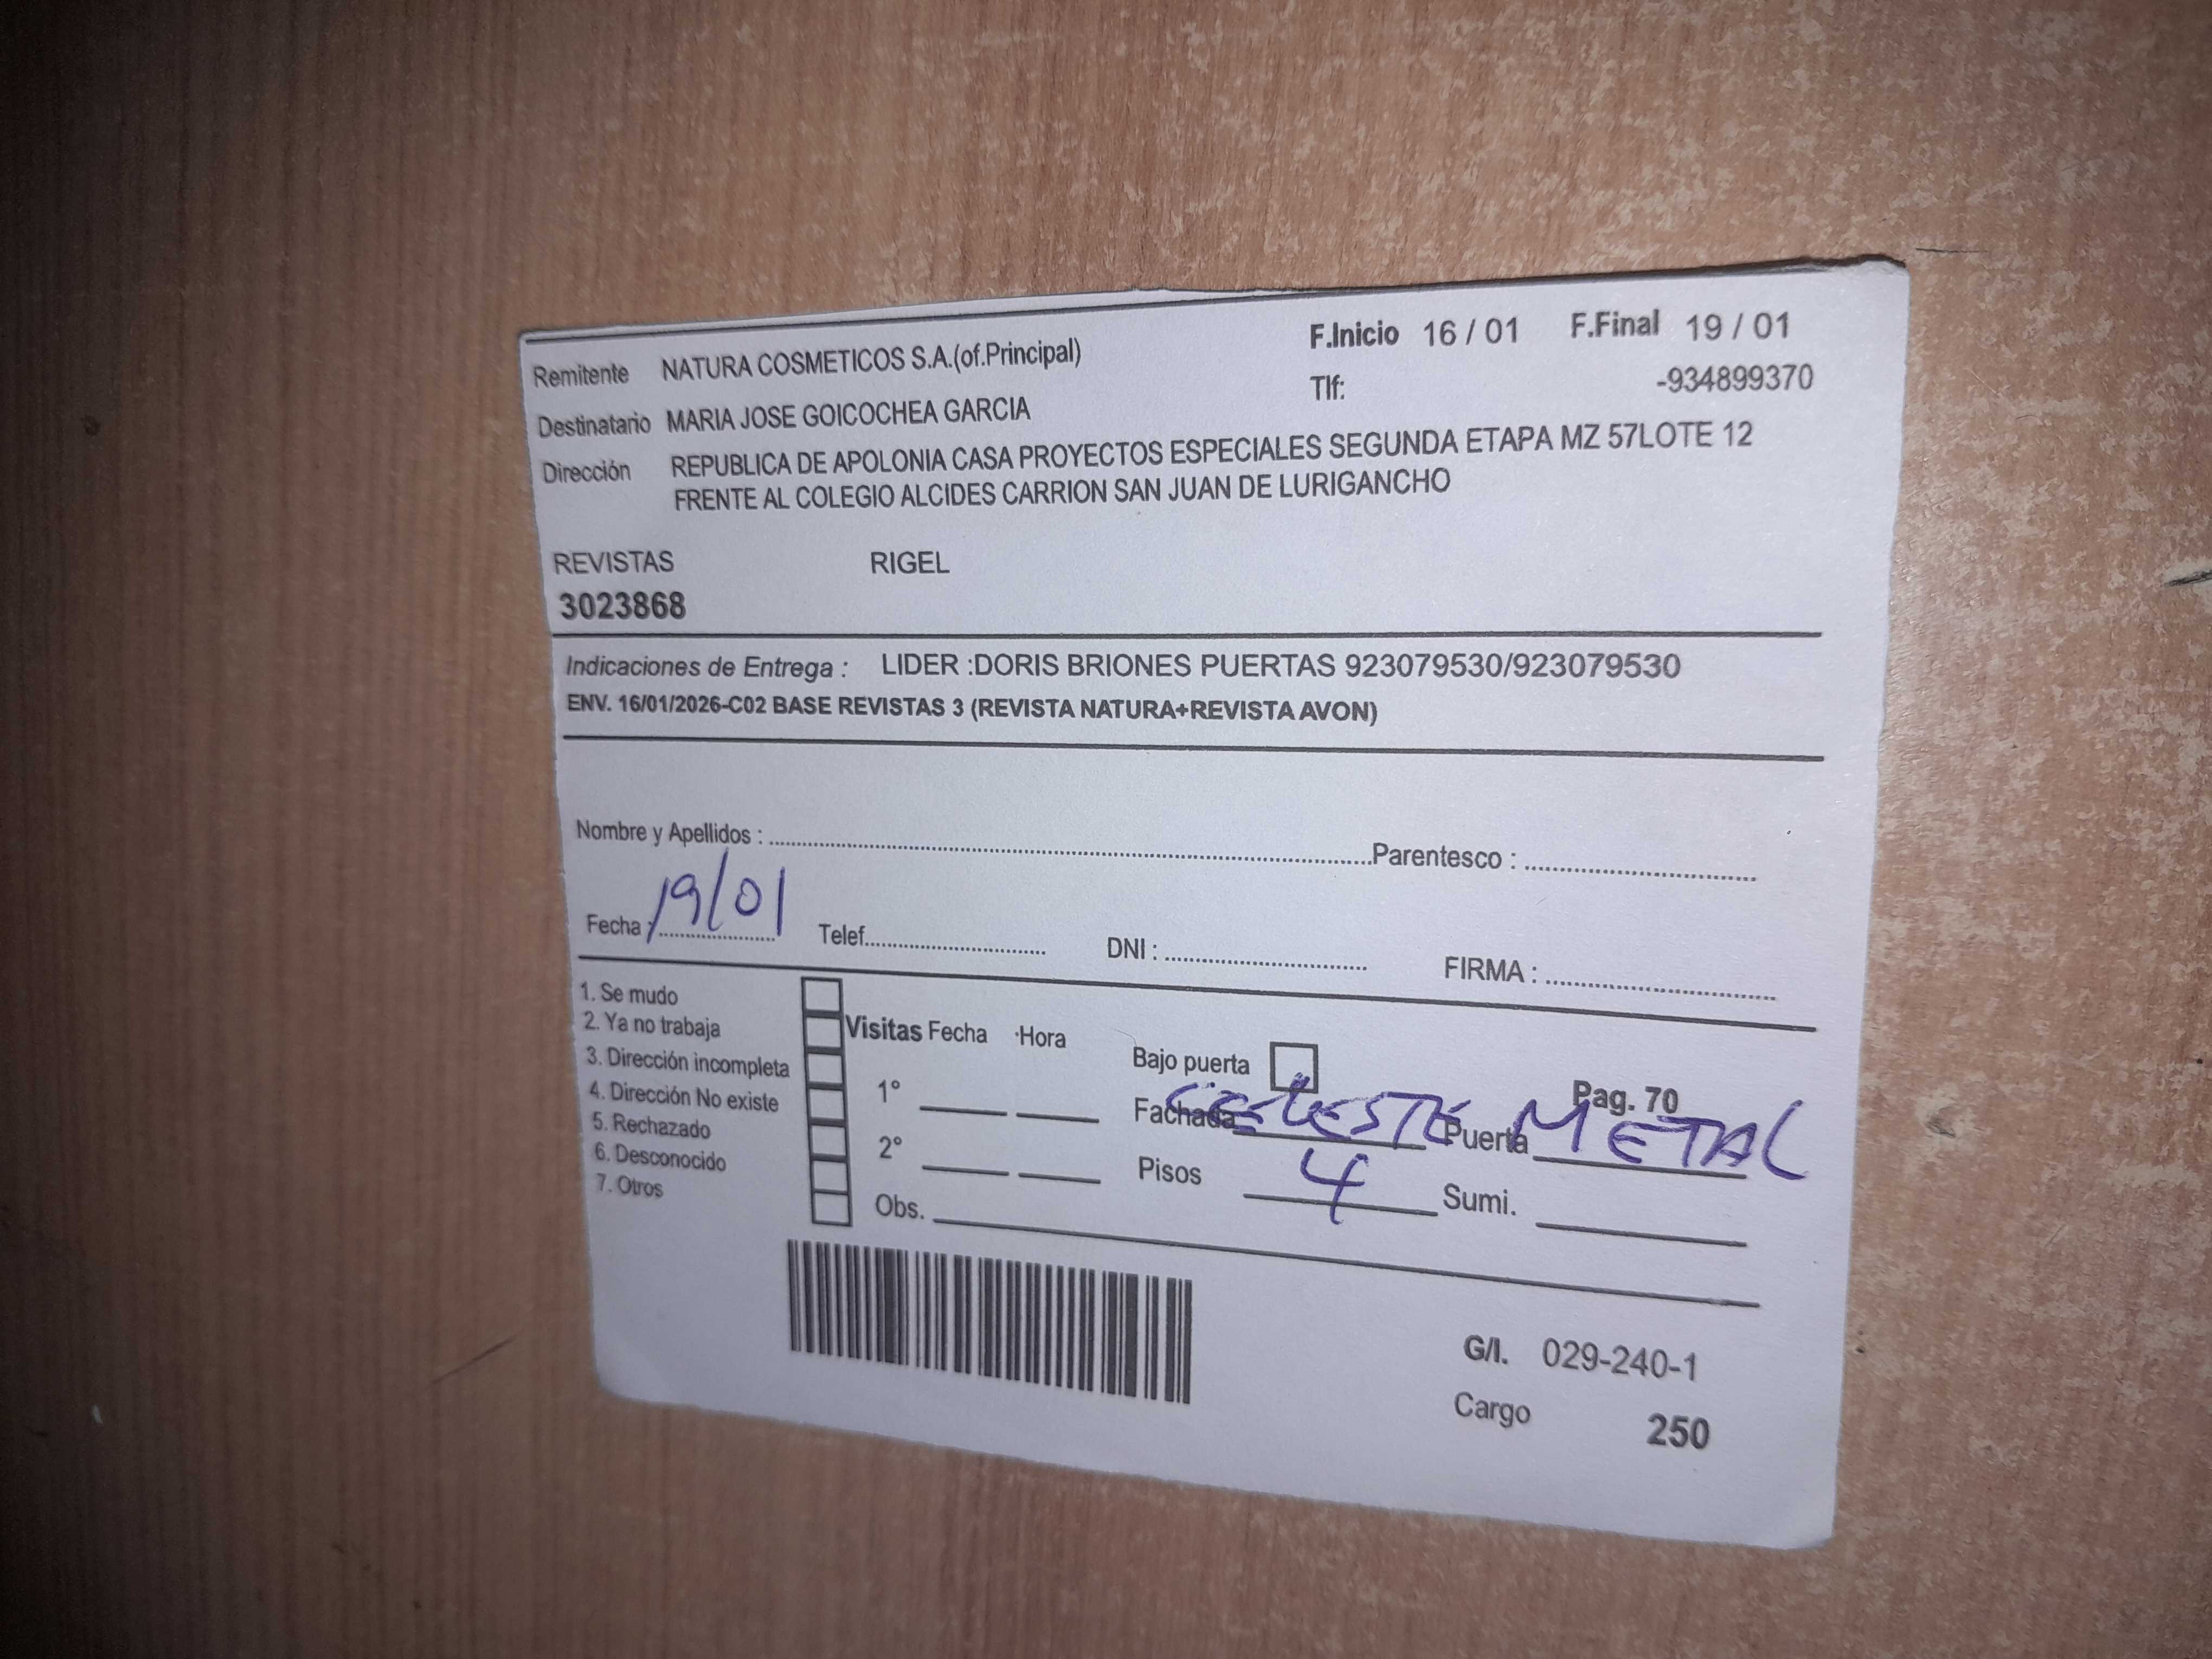 Remitente NATURA COSMETICOS S.A.(of.Principal) F.Inicio 16 / 01 F.Final 19 / 01
Tlf: -934899370
Destinatario MARIA JOSE GOICOCHEA GARCIA
Dirección REPUBLICA DE APOLONIA CASA PROYECTOS ESPECIALES SEGUNDA ETAPA MZ 57LOTE 12
FRENTE AL COLEGIO ALCIDES CARRION SAN JUAN DE LURIGANCHO
REVISTAS RIGEL
3023868
Indicaciones de Entrega : LIDER :DORIS BRIONES PUERTAS 923079530/923079530
ENV. 16/01/2026-C02 BASE REVISTAS 3 (REVISTA NATURA+REVISTA AVON)
Nombre y Apellidos : Parentesco :
Fecha : 19/01 Telef. DNI : FIRMA :
1. Se mudo
2. Ya no trabaja
3. Dirección incompleta
4. Dirección No existe
5. Rechazado
6. Desconocido
7. Otros
Visitas Fecha Hora
1°
2°
Obs.
Bajo puerta Pag. 70
Fachada CELESTE Puerta METAL
Pisos 4 Sumi.
G/I. 029-240-1
Cargo 250